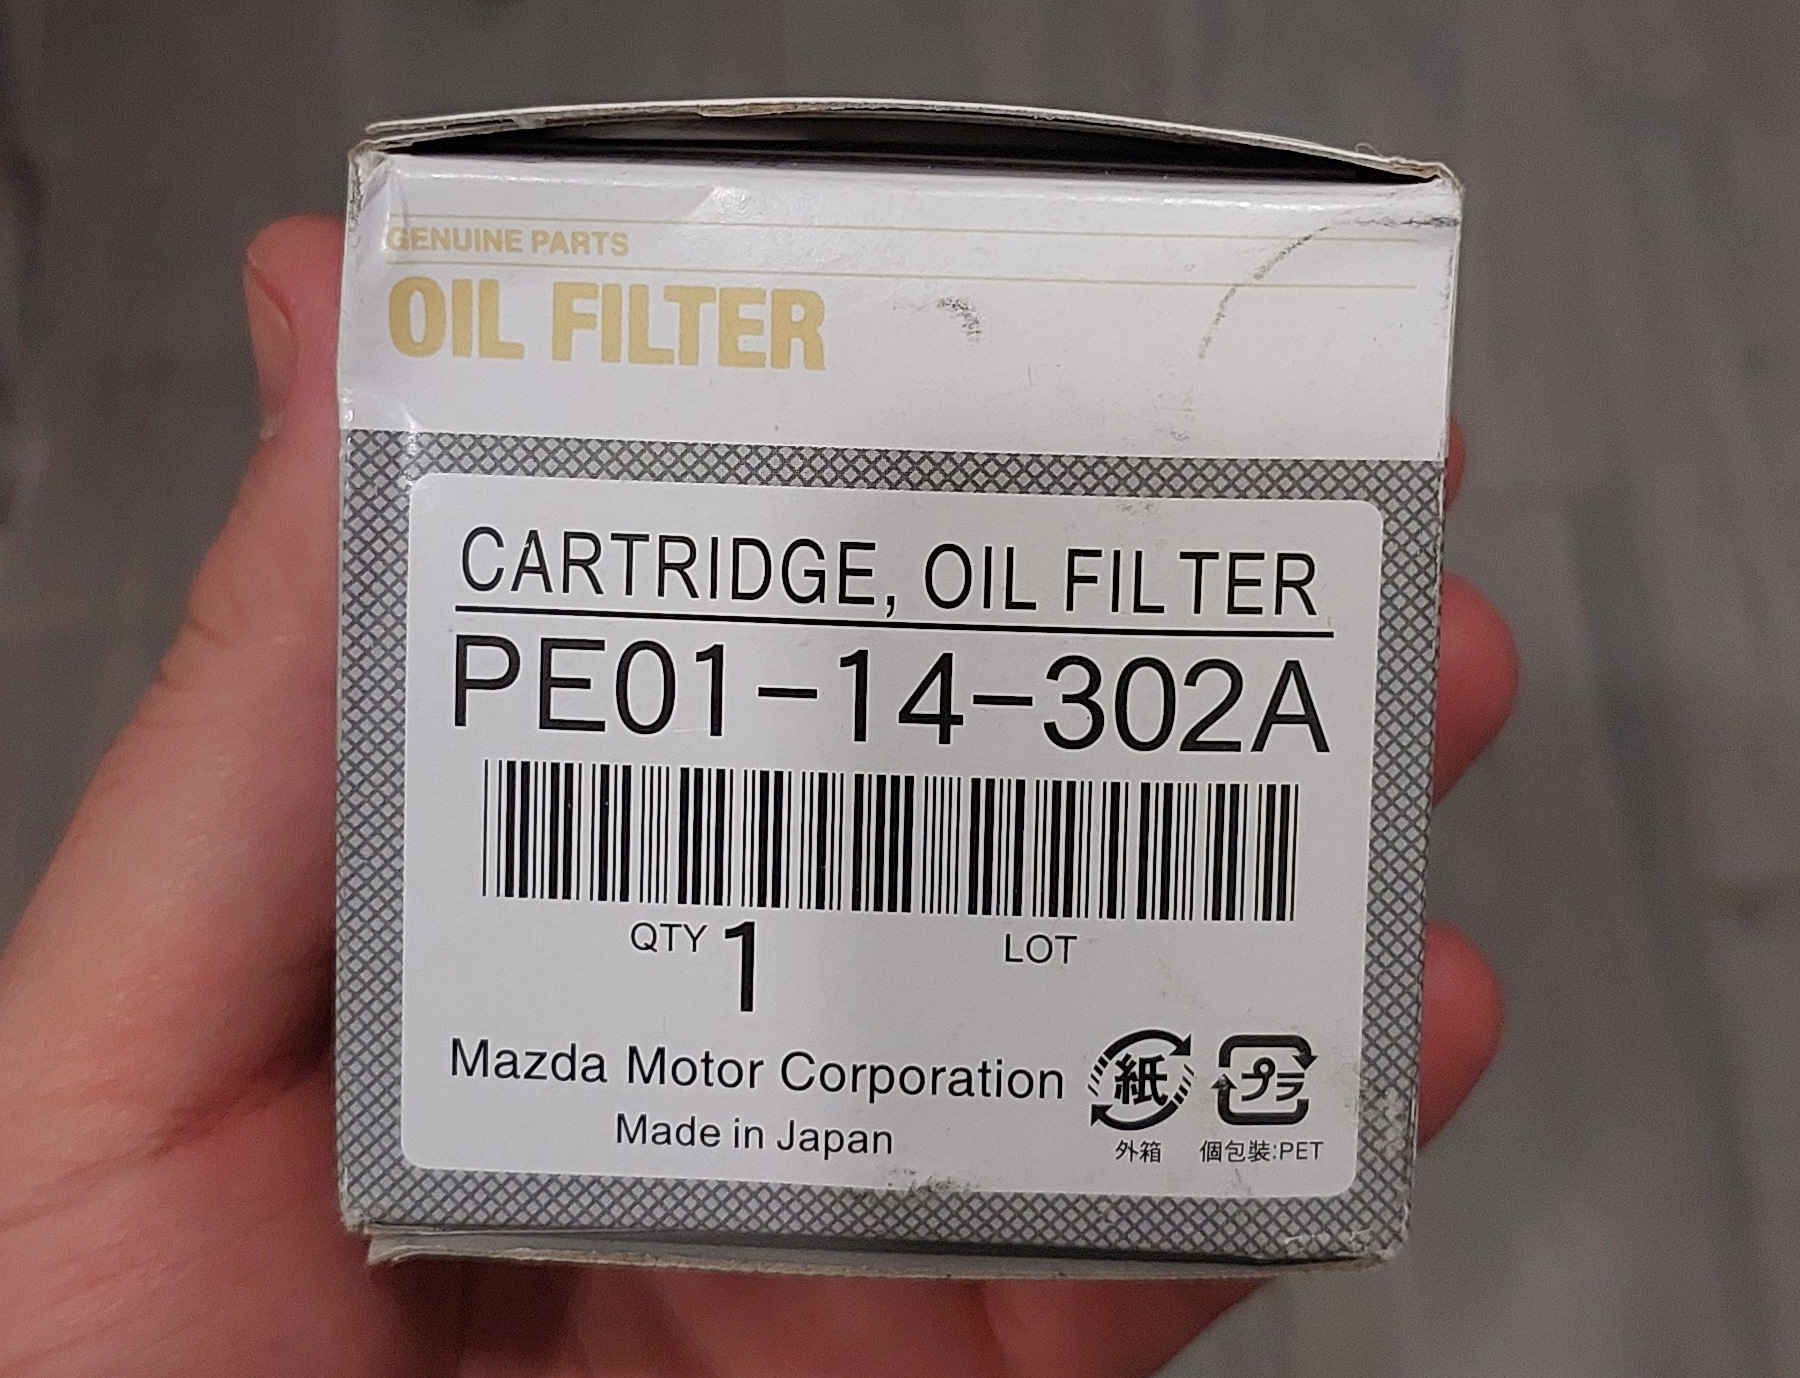 GENUINE PARTS
OIL FILTER
CARTRIDGE, OIL FILTER
PE01-14-302A
QTY 1 LOT
Mazda Motor Corporation
Made in Japan
紙 プラ
外箱 個包装:PET